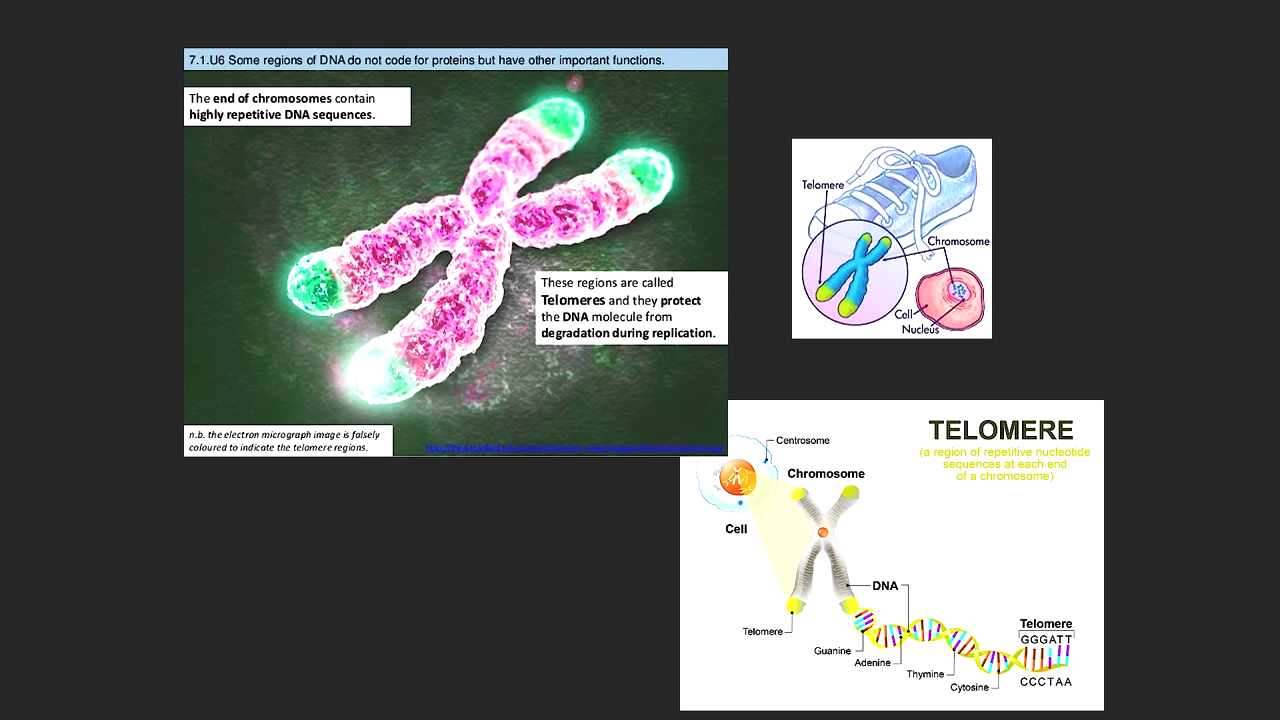 7.1.U6 Some regions of DNA do not code for proteins but have other important functions.
The end of chromosomes contain
highly repetitive DNA sequences.
These regions are called
Telomeres and they protect
the DNA molecule from
degradation during replication.
n.b. the electron micrograph image is falsely
coloured to indicate the telomere regions.
Telomere
Chromosome
Cell
Nucleus
TELOMERE
(a region of repetitive nucleotide
sequences at each end
of a chromosome)
Centrosome
Chromosome
Cell
DNA
Telomere
Guanine
Adenine
Thymine
Cytosine
Telomere
GGGATT
CCCTAA